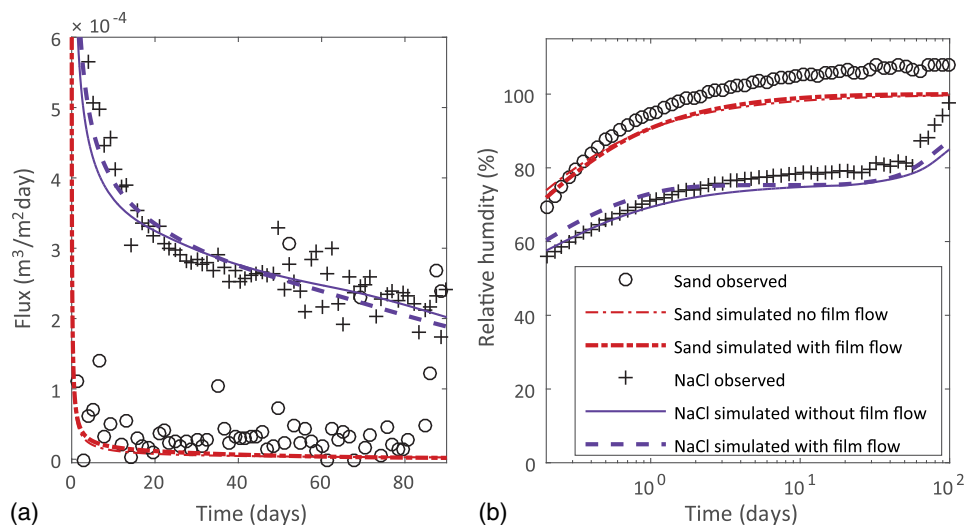 × 10⁻⁴
6
5
4
3
2
1
0
0 20 40 60 80
Flux (m³/m²day)
Time (days)
(a)
100
80
60
40
20
0
10⁰ 10¹ 10²
Relative humidity (%)
Time (days)
(b)
Sand observed
Sand simulated no film flow
Sand simulated with film flow
NaCl observed
NaCl simulated without film flow
NaCl simulated with film flow